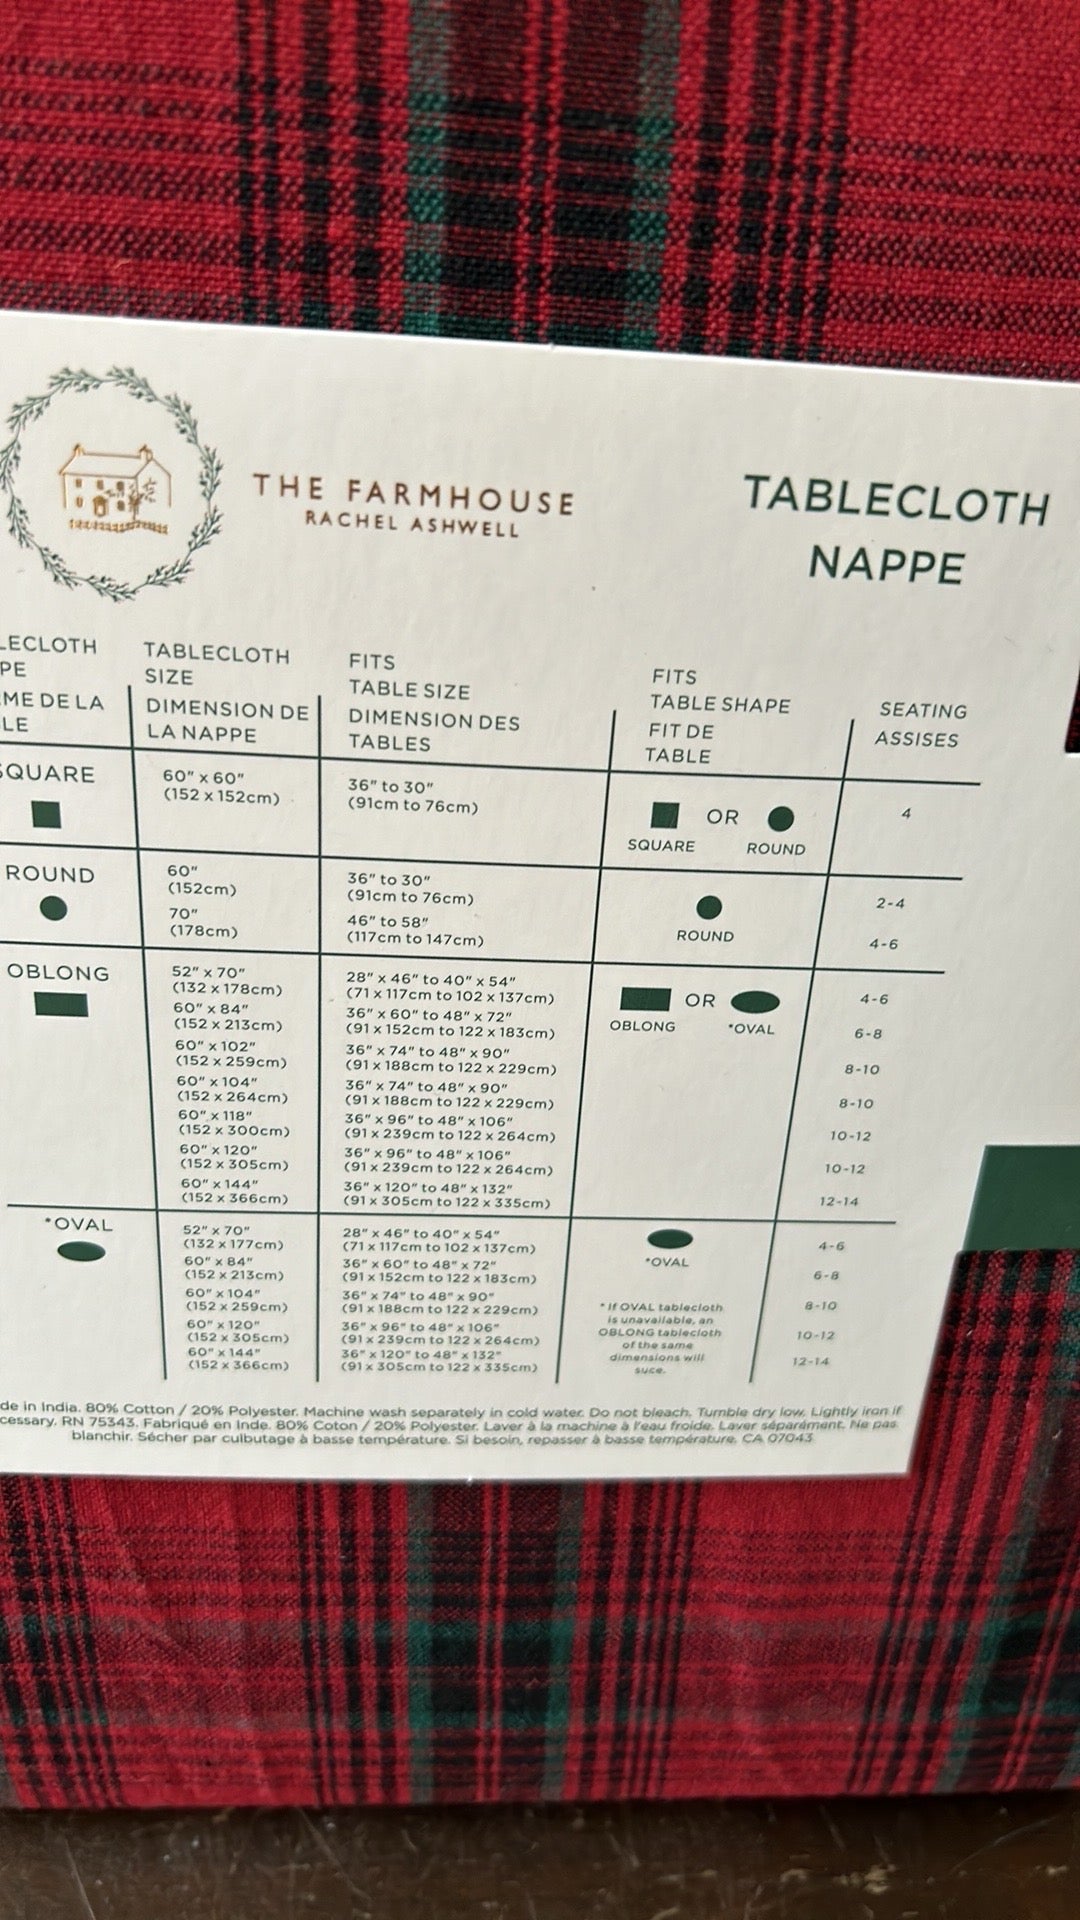 THE FARMHOUSE
RACHEL ASHWELL
TABLECLOTH
NAPPE
LECLOTH
PE
ME DE LA
LE
TABLECLOTH
SIZE
DIMENSION DE
LA NAPPE
FITS
TABLE SIZE
DIMENSION DES
TABLES
FITS
TABLE SHAPE
FIT DE
TABLE
SEATING
ASSISES
SQUARE
60" x 60"
(152 x 152cm)
36" to 30"
(91cm to 76cm)
OR
SQUARE ROUND
4
ROUND
60"
(152cm)
36" to 30"
(91cm to 76cm)
2-4
70"
(178cm)
46" to 58"
(117cm to 147cm)
ROUND
4-6
OBLONG
52" x 70"
(132 x 178cm)
28" x 46" to 40" x 54"
(71 x 117cm to 102 x 137cm)
OR
OBLONG *OVAL
4-6
60" x 84"
(152 x 213cm)
36" x 60" to 48" x 72"
(91 x 152cm to 122 x 183cm)
6-8
60" x 102"
(152 x 259cm)
36" x 74" to 48" x 90"
(91 x 188cm to 122 x 229cm)
8-10
60" x 104"
(152 x 264cm)
36" x 74" to 48" x 90"
(91 x 188cm to 122 x 229cm)
8-10
60" x 118"
(152 x 300cm)
36" x 96" to 48" x 106"
(91 x 239cm to 122 x 264cm)
10-12
60" x 120"
(152 x 305cm)
36" x 96" to 48" x 106"
(91 x 239cm to 122 x 264cm)
10-12
60" x 144"
(152 x 366cm)
36" x 120" to 48" x 132"
(91 x 305cm to 122 x 335cm)
12-14
*OVAL
52" x 70"
(132 x 177cm)
28" x 46" to 40" x 54"
(71 x 117cm to 102 x 137cm)
*OVAL
4-6
60" x 84"
(152 x 213cm)
36" x 60" to 48" x 72"
(91 x 152cm to 122 x 183cm)
6-8
60" x 104"
(152 x 259cm)
36" x 74" to 48" x 90"
(91 x 188cm to 122 x 229cm)
8-10
60" x 120"
(152 x 305cm)
36" x 96" to 48" x 106"
(91 x 239cm to 122 x 264cm)
10-12
60" x 144"
(152 x 366cm)
36" x 120" to 48" x 132"
(91 x 305cm to 122 x 335cm)
12-14
* If OVAL tablecloth
is unavailable, an
OBLONG tablecloth
of the same
dimensions will
suce.
de in India. 80% Cotton / 20% Polyester. Machine wash separately in cold water. Do not bleach. Tumble dry low. Lightly iron if
cessary. RN 75343. Fabriqué en Inde. 80% Coton / 20% Polyester. Laver à la machine à l'eau froide. Laver séparément. Ne pas
blanchir. Sécher par culbutage à basse température. Si besoin, repasser à basse température. CA 07043